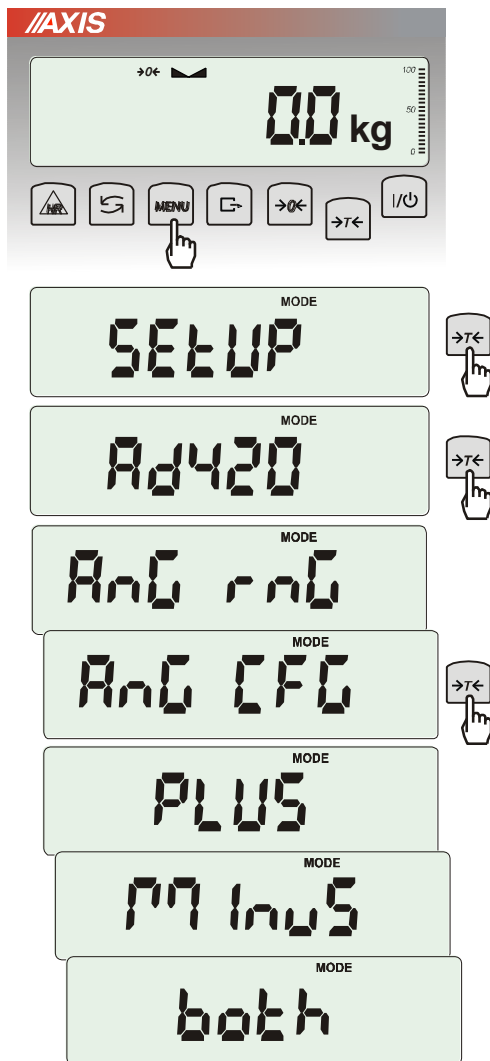 //AXIS
→0← 100
50
0.0 kg
0
HR MENU →0← →T← I/⏻
MODE
SEtUP
→T←
MODE
Ad420
→T←
MODE
AnG rnG
MODE
AnG CFG
→T←
MODE
PLUS
MODE
MInuS
MODE
both